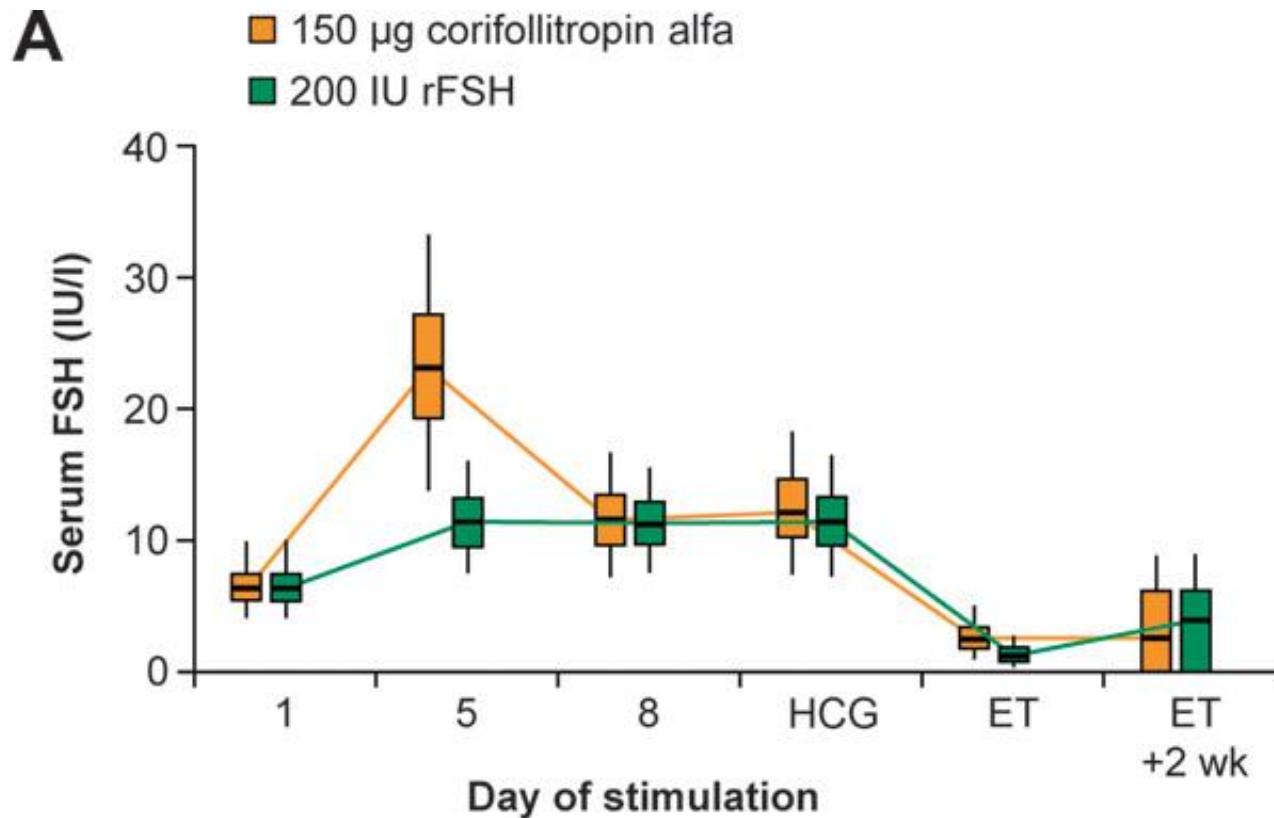 A
150 µg corifollitropin alfa
200 IU rFSH
40
30
20
10
0
Serum FSH (IU/l)
1 5 8 HCG ET ET
+2 wk
Day of stimulation